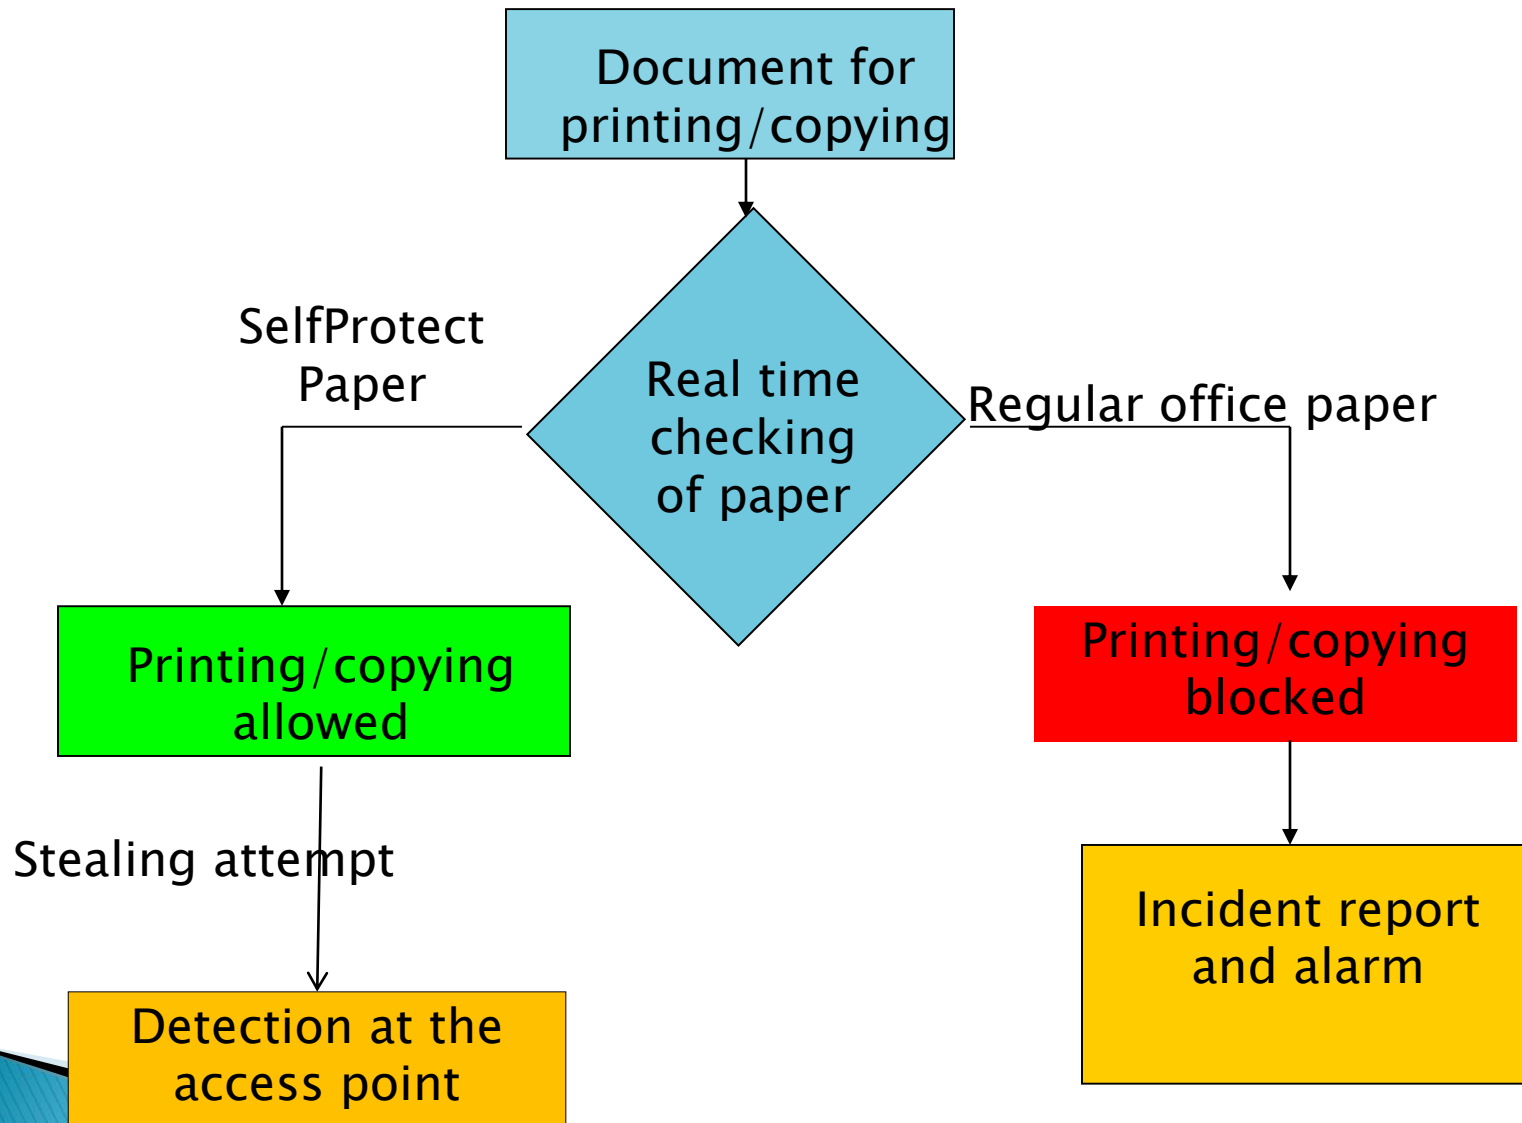 Document for
printing/copying
SelfProtect
Paper
Real time
checking
of paper
Regular office paper
Printing/copying
allowed
Printing/copying
blocked
Stealing attempt
Incident report
and alarm
Detection at the
access point